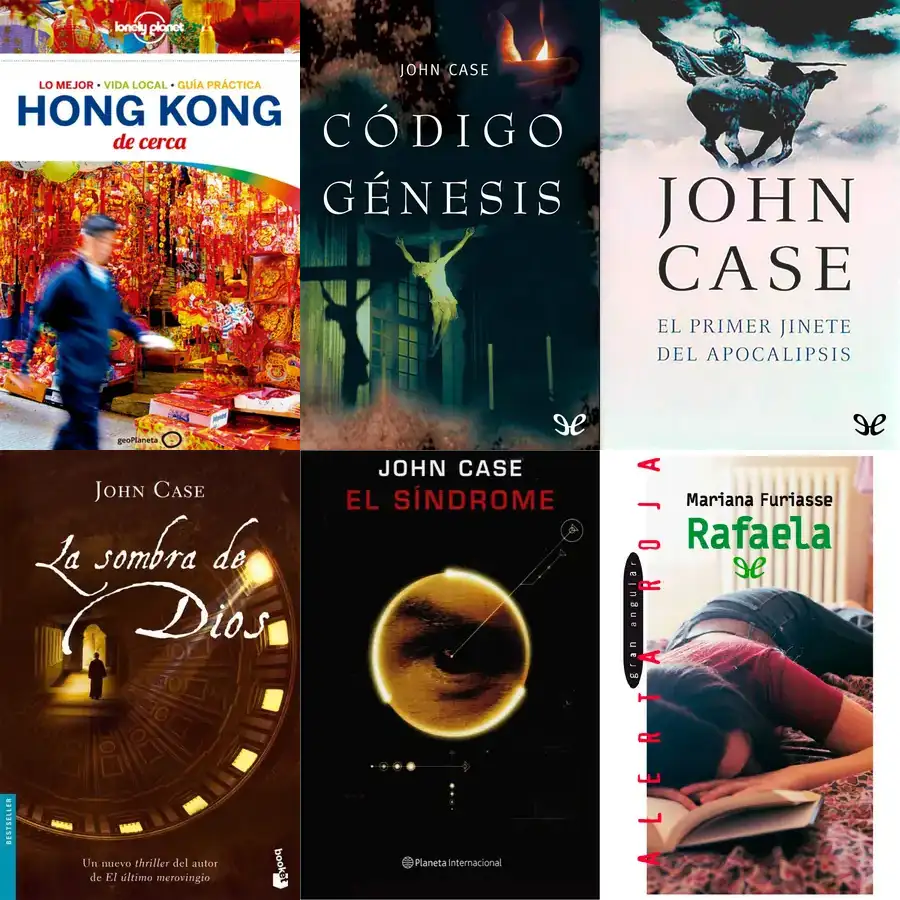 lonely planet
LO MEJOR • VIDA LOCAL • GUÍA PRÁCTICA
HONG KONG
de cerca
geoPlaneta
JOHN CASE
CÓDIGO
GÉNESIS
JOHN
CASE
EL PRIMER JINETE
DEL APOCALIPSIS
JOHN CASE
La sombra de
Dios
BESTSELLER
Un nuevo thriller del autor
de El último merovingio
booket
JOHN CASE
EL SÍNDROME
Planeta Internacional
Mariana Furiasse
Rafaela
gran angular
ALERTA ROJA